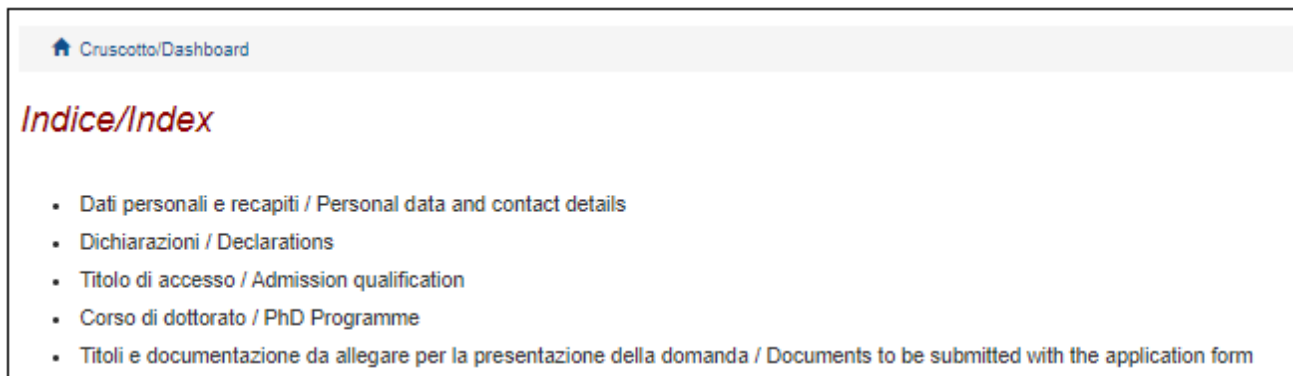 Cruscotto/Dashboard
Indice/Index
Dati personali e recapiti / Personal data and contact details
Dichiarazioni / Declarations
Titolo di accesso / Admission qualification
Corso di dottorato / PhD Programme
Titoli e documentazione da allegare per la presentazione della domanda / Documents to be submitted with the application form